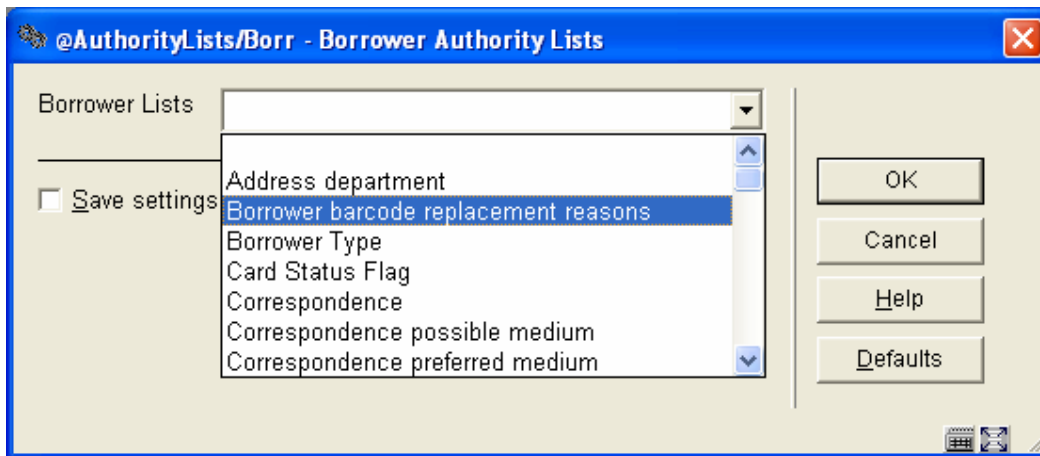 @AuthorityLists/Borr - Borrower Authority Lists
Borrower Lists
Address department
Borrower barcode replacement reasons
Borrower Type
Card Status Flag
Correspondence
Correspondence possible medium
Correspondence preferred medium
Save settings
OK
Cancel
Help
Defaults